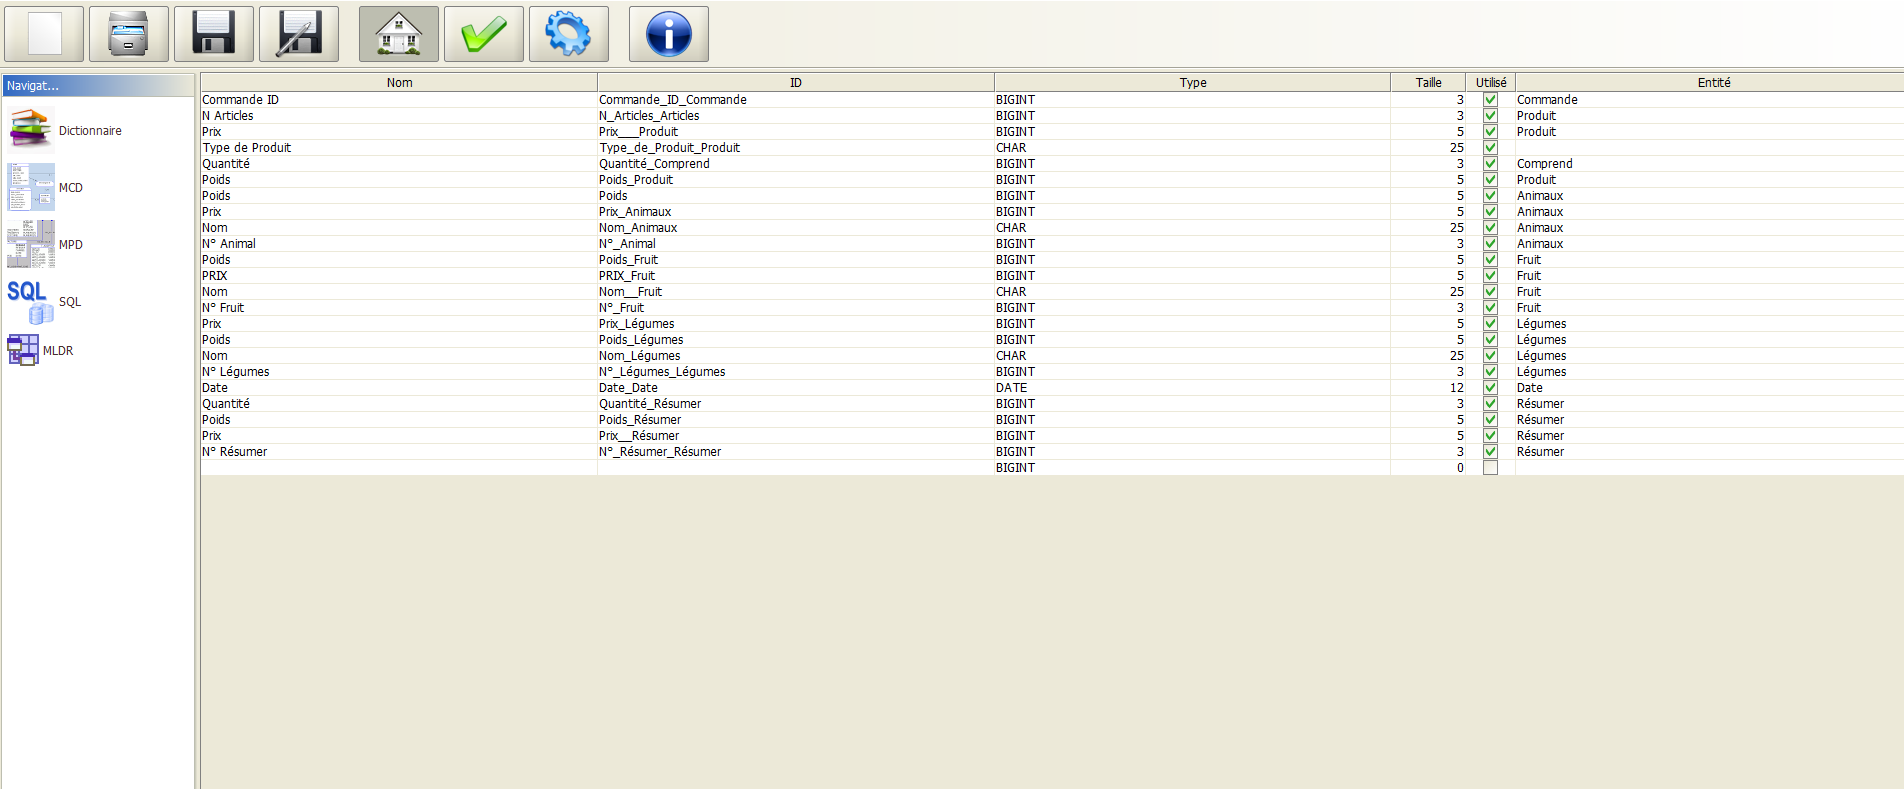 Navigat...
Dictionnaire
MCD
MPD
SQL
SQL
MLDR
Nom ID Type Taille Utilisé Entité
Commande ID Commande_ID_Commande BIGINT 3 Commande
N Articles N_Articles_Articles BIGINT 3 Produit
Prix Prix___Produit BIGINT 5 Produit
Type de Produit Type_de_Produit_Produit CHAR 25
Quantité Quantité_Comprend BIGINT 3 Comprend
Poids Poids_Produit BIGINT 5 Produit
Poids Poids BIGINT 5 Animaux
Prix Prix_Animaux BIGINT 5 Animaux
Nom Nom_Animaux CHAR 25 Animaux
N° Animal N°_Animal BIGINT 3 Animaux
Poids Poids_Fruit BIGINT 5 Fruit
PRIX PRIX_Fruit BIGINT 5 Fruit
Nom Nom__Fruit CHAR 25 Fruit
N° Fruit N°_Fruit BIGINT 3 Fruit
Prix Prix_Légumes BIGINT 5 Légumes
Poids Poids_Légumes BIGINT 5 Légumes
Nom Nom_Légumes CHAR 25 Légumes
N° Légumes N°_Légumes_Légumes BIGINT 3 Légumes
Date Date_Date DATE 12 Date
Quantité Quantité_Résumer BIGINT 3 Résumer
Poids Poids_Résumer BIGINT 5 Résumer
Prix Prix__Résumer BIGINT 5 Résumer
N° Résumer N°_Résumer_Résumer BIGINT 3 Résumer
BIGINT 0